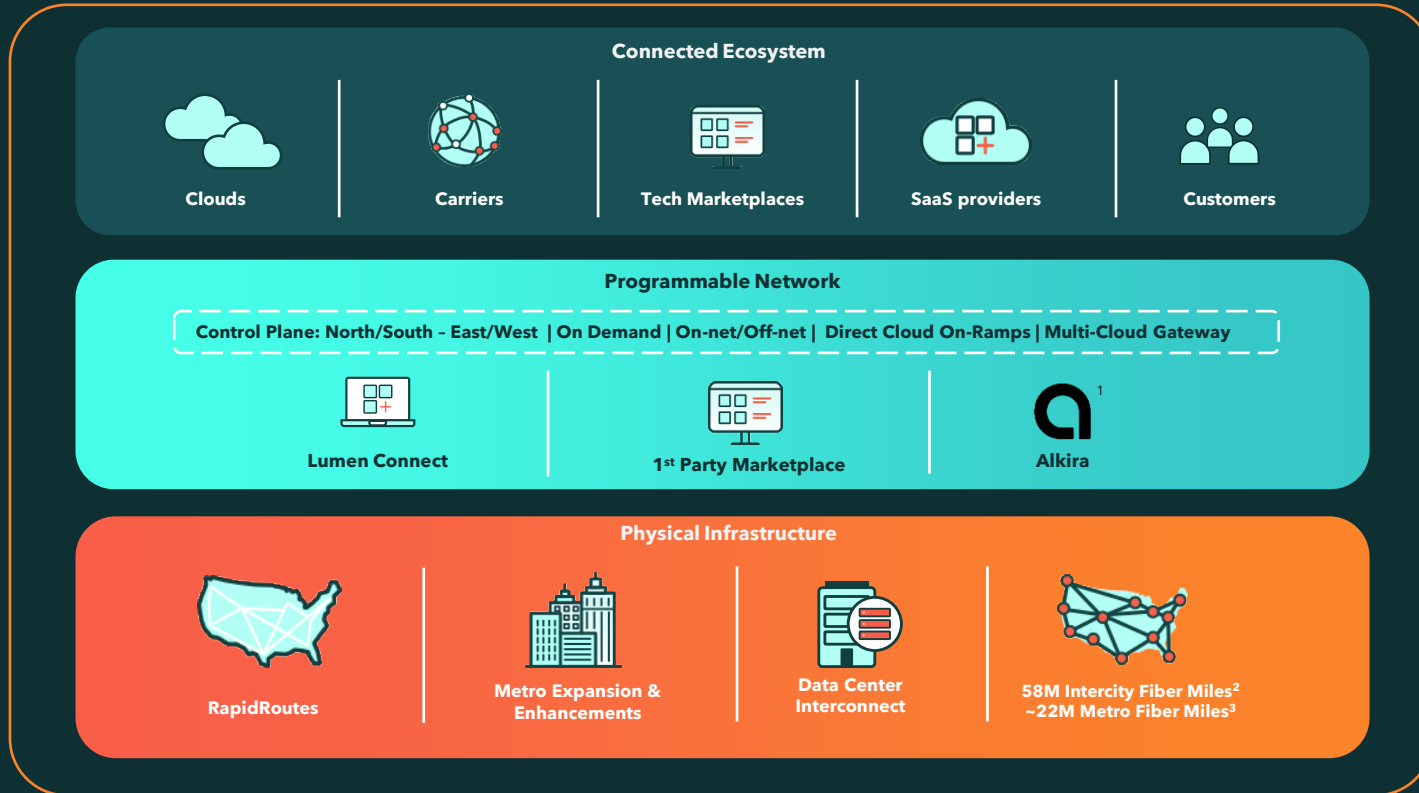 Connected Ecosystem
Clouds
Carriers
Tech Marketplaces
SaaS providers
Customers
Programmable Network
Control Plane: North/South – East/West | On Demand | On-net/Off-net | Direct Cloud On-Ramps | Multi-Cloud Gateway
1
Lumen Connect
1st Party Marketplace
Alkira
Physical Infrastructure
RapidRoutes
Metro Expansion &
Enhancements
Data Center
Interconnect
58M Intercity Fiber Miles2
~22M Metro Fiber Miles3